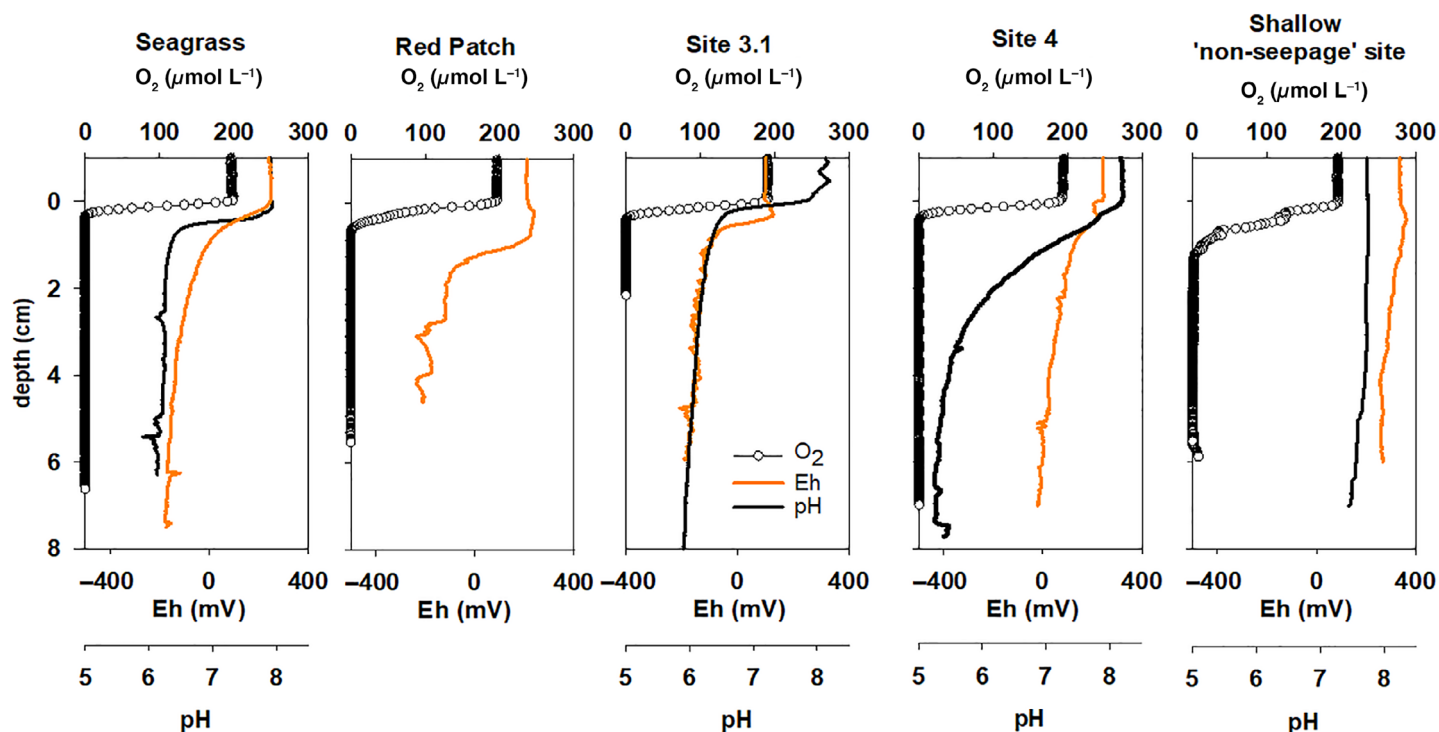 Seagrass
O₂ (µmol L⁻¹)
0 100 200 300
Red Patch
O₂ (µmol L⁻¹)
0 100 200 300
Site 3.1
O₂ (µmol L⁻¹)
0 100 200 300
Site 4
O₂ (µmol L⁻¹)
0 100 200 300
Shallow
'non-seepage' site
O₂ (µmol L⁻¹)
0 100 200 300
depth (cm)
0
2
4
6
8
O₂
Eh
pH
−400 0 400
Eh (mV)
−400 0 400
Eh (mV)
−400 0 400
Eh (mV)
−400 0 400
Eh (mV)
−400 0 400
Eh (mV)
5 6 7 8
pH
5 6 7 8
pH
5 6 7 8
pH
5 6 7 8
pH